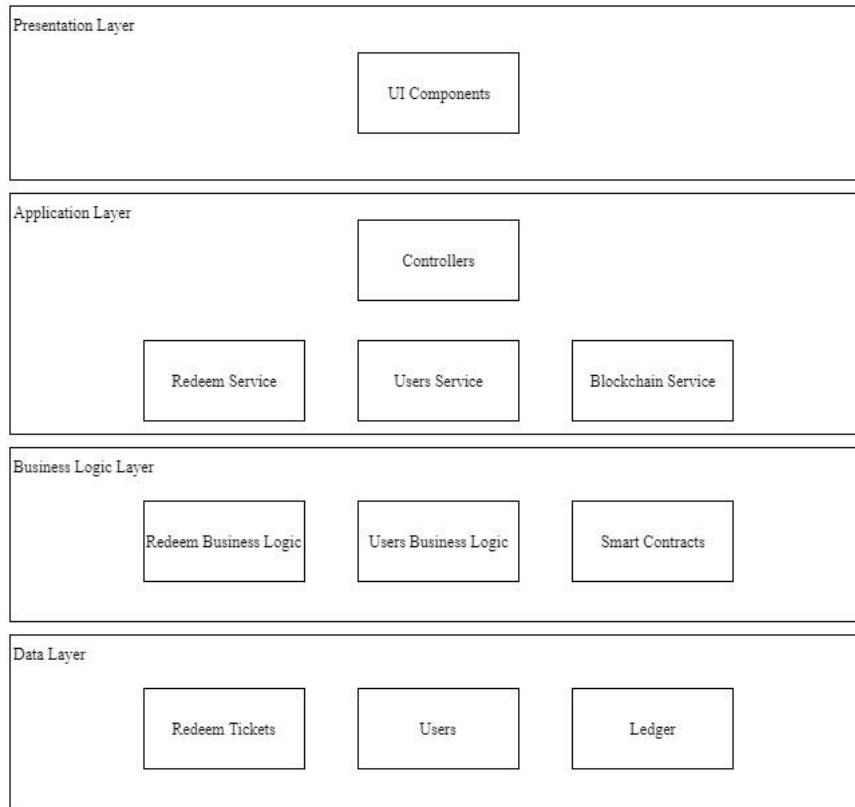 Presentation Layer
UI Components
Application Layer
Controllers
Redeem Service
Users Service
Blockchain Service
Business Logic Layer
Redeem Business Logic
Users Business Logic
Smart Contracts
Data Layer
Redeem Tickets
Users
Ledger